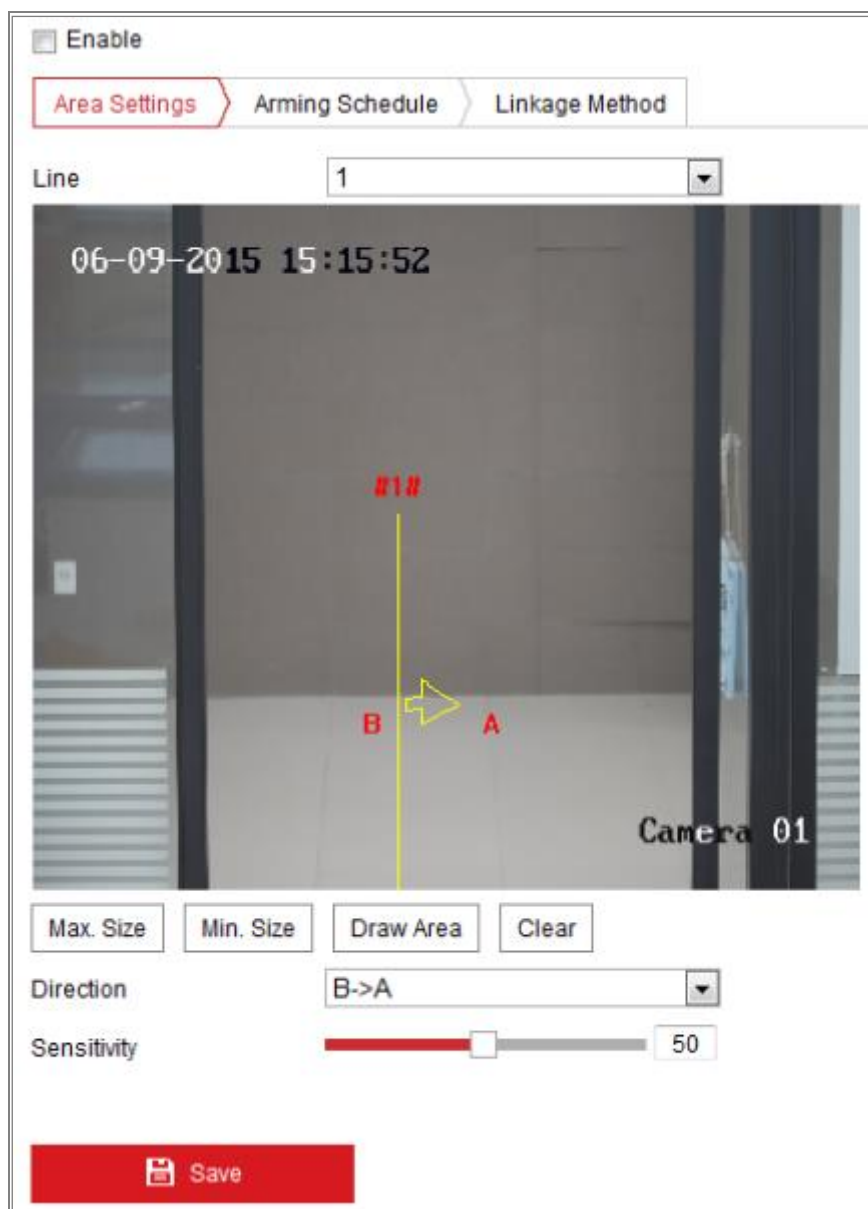 Enable
Area Settings Arming Schedule Linkage Method
Line 1
06-09-2015 15:15:52
#1#
B A
Camera 01
Max. Size Min. Size Draw Area Clear
Direction B->A
Sensitivity 50
Save